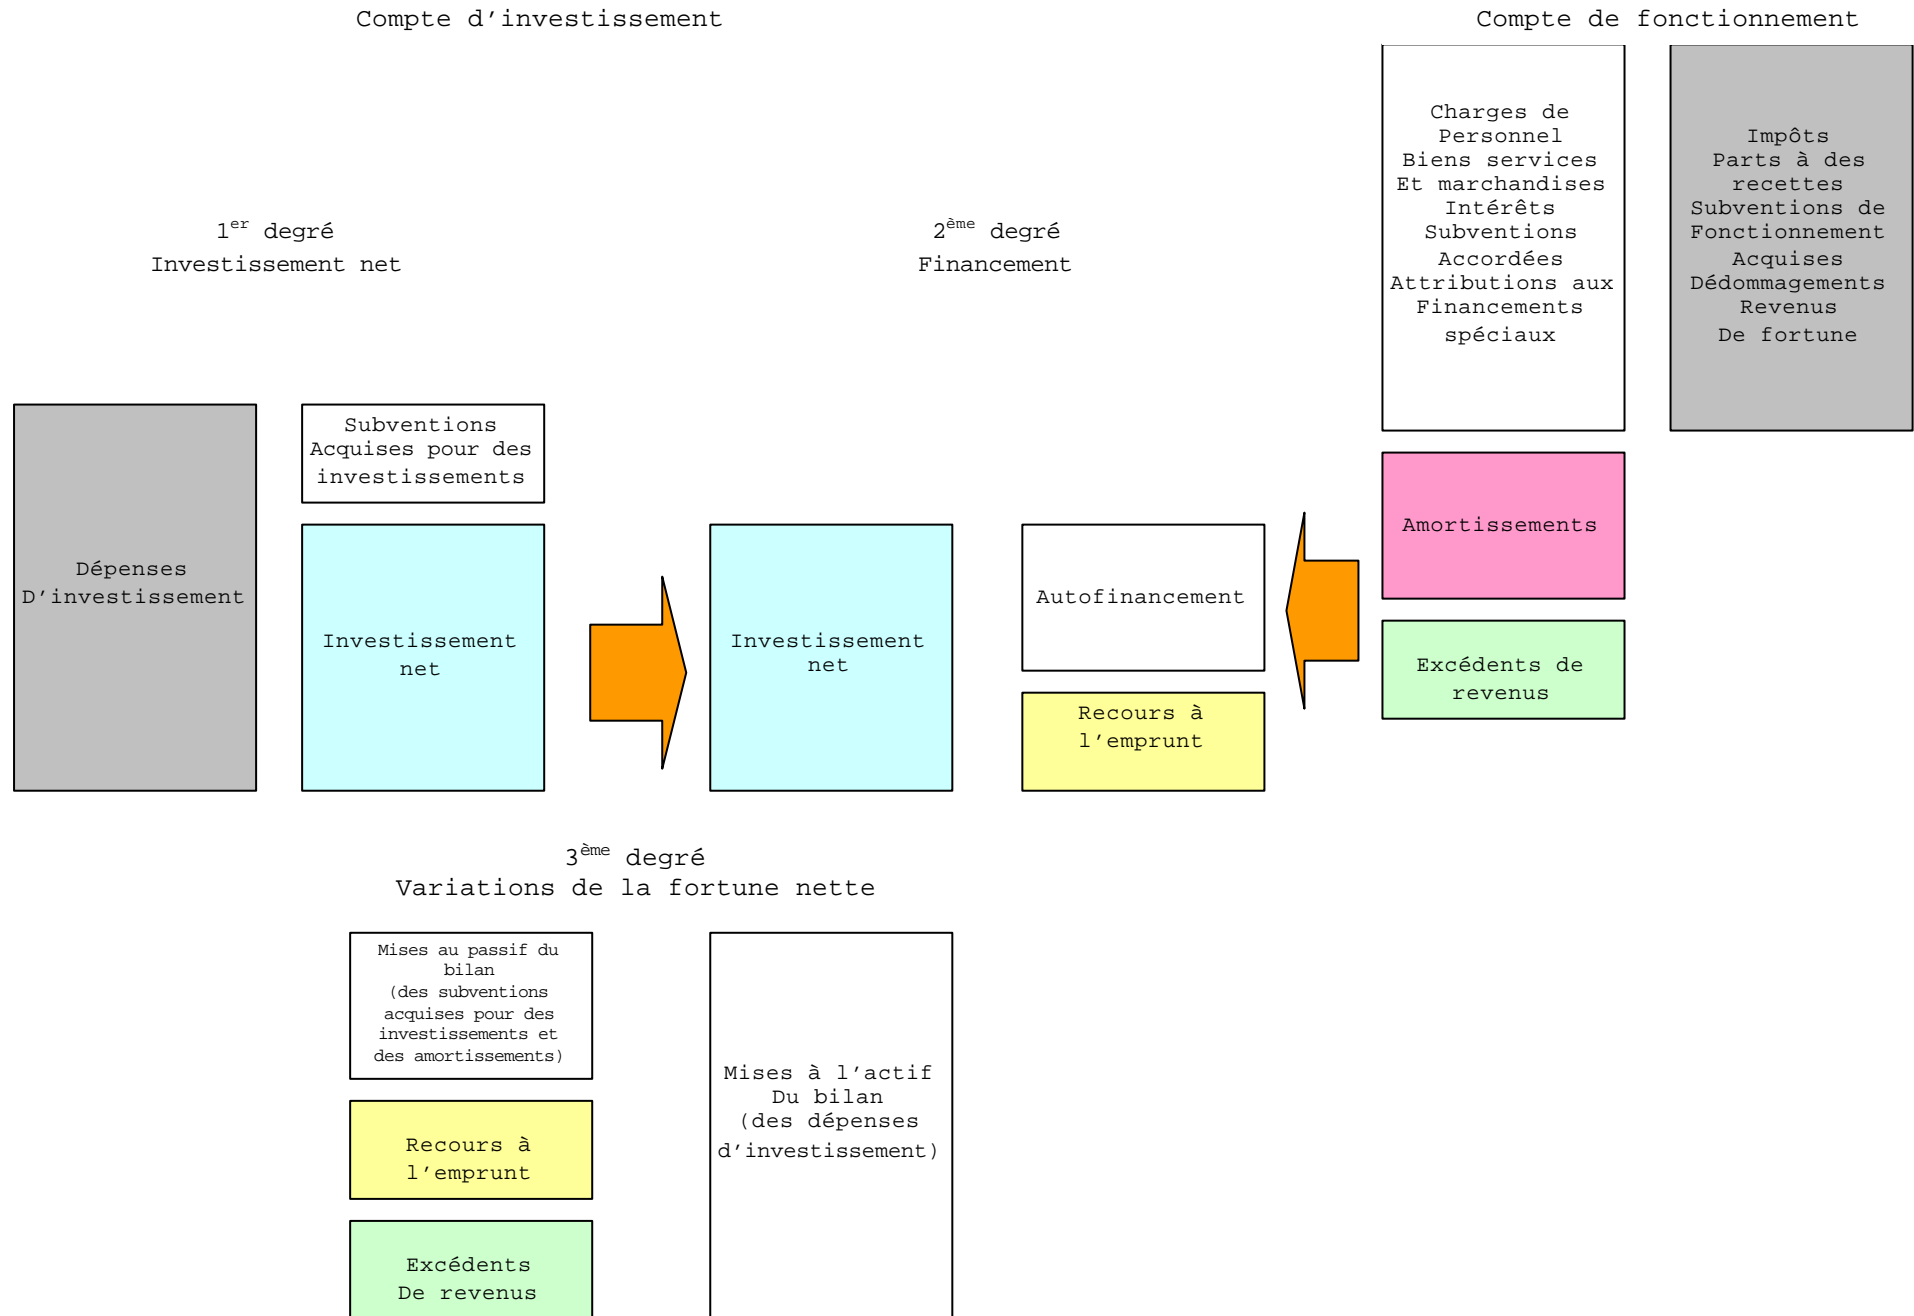 Compte d'investissement
Compte de fonctionnement
Charges de
Personnel
Biens services
Et marchandises
Intérêts
Subventions
Accordées
Attributions aux
Financements
spéciaux
Impôts
Parts à des
recettes
Subventions de
Fonctionnement
Acquises
Dédommagements
Revenus
De fortune
1er degré
Investissement net
2ème degré
Financement
Dépenses
D'investissement
Subventions
Acquises pour des
investissements
Investissement
net
Investissement
net
Autofinancement
Recours à
l'emprunt
Amortissements
Excédents de
revenus
3ème degré
Variations de la fortune nette
Mises au passif du
bilan
(des subventions
acquises pour des
investissements et
des amortissements)
Recours à
l'emprunt
Excédents
De revenus
Mises à l'actif
Du bilan
(des dépenses
d'investissement)